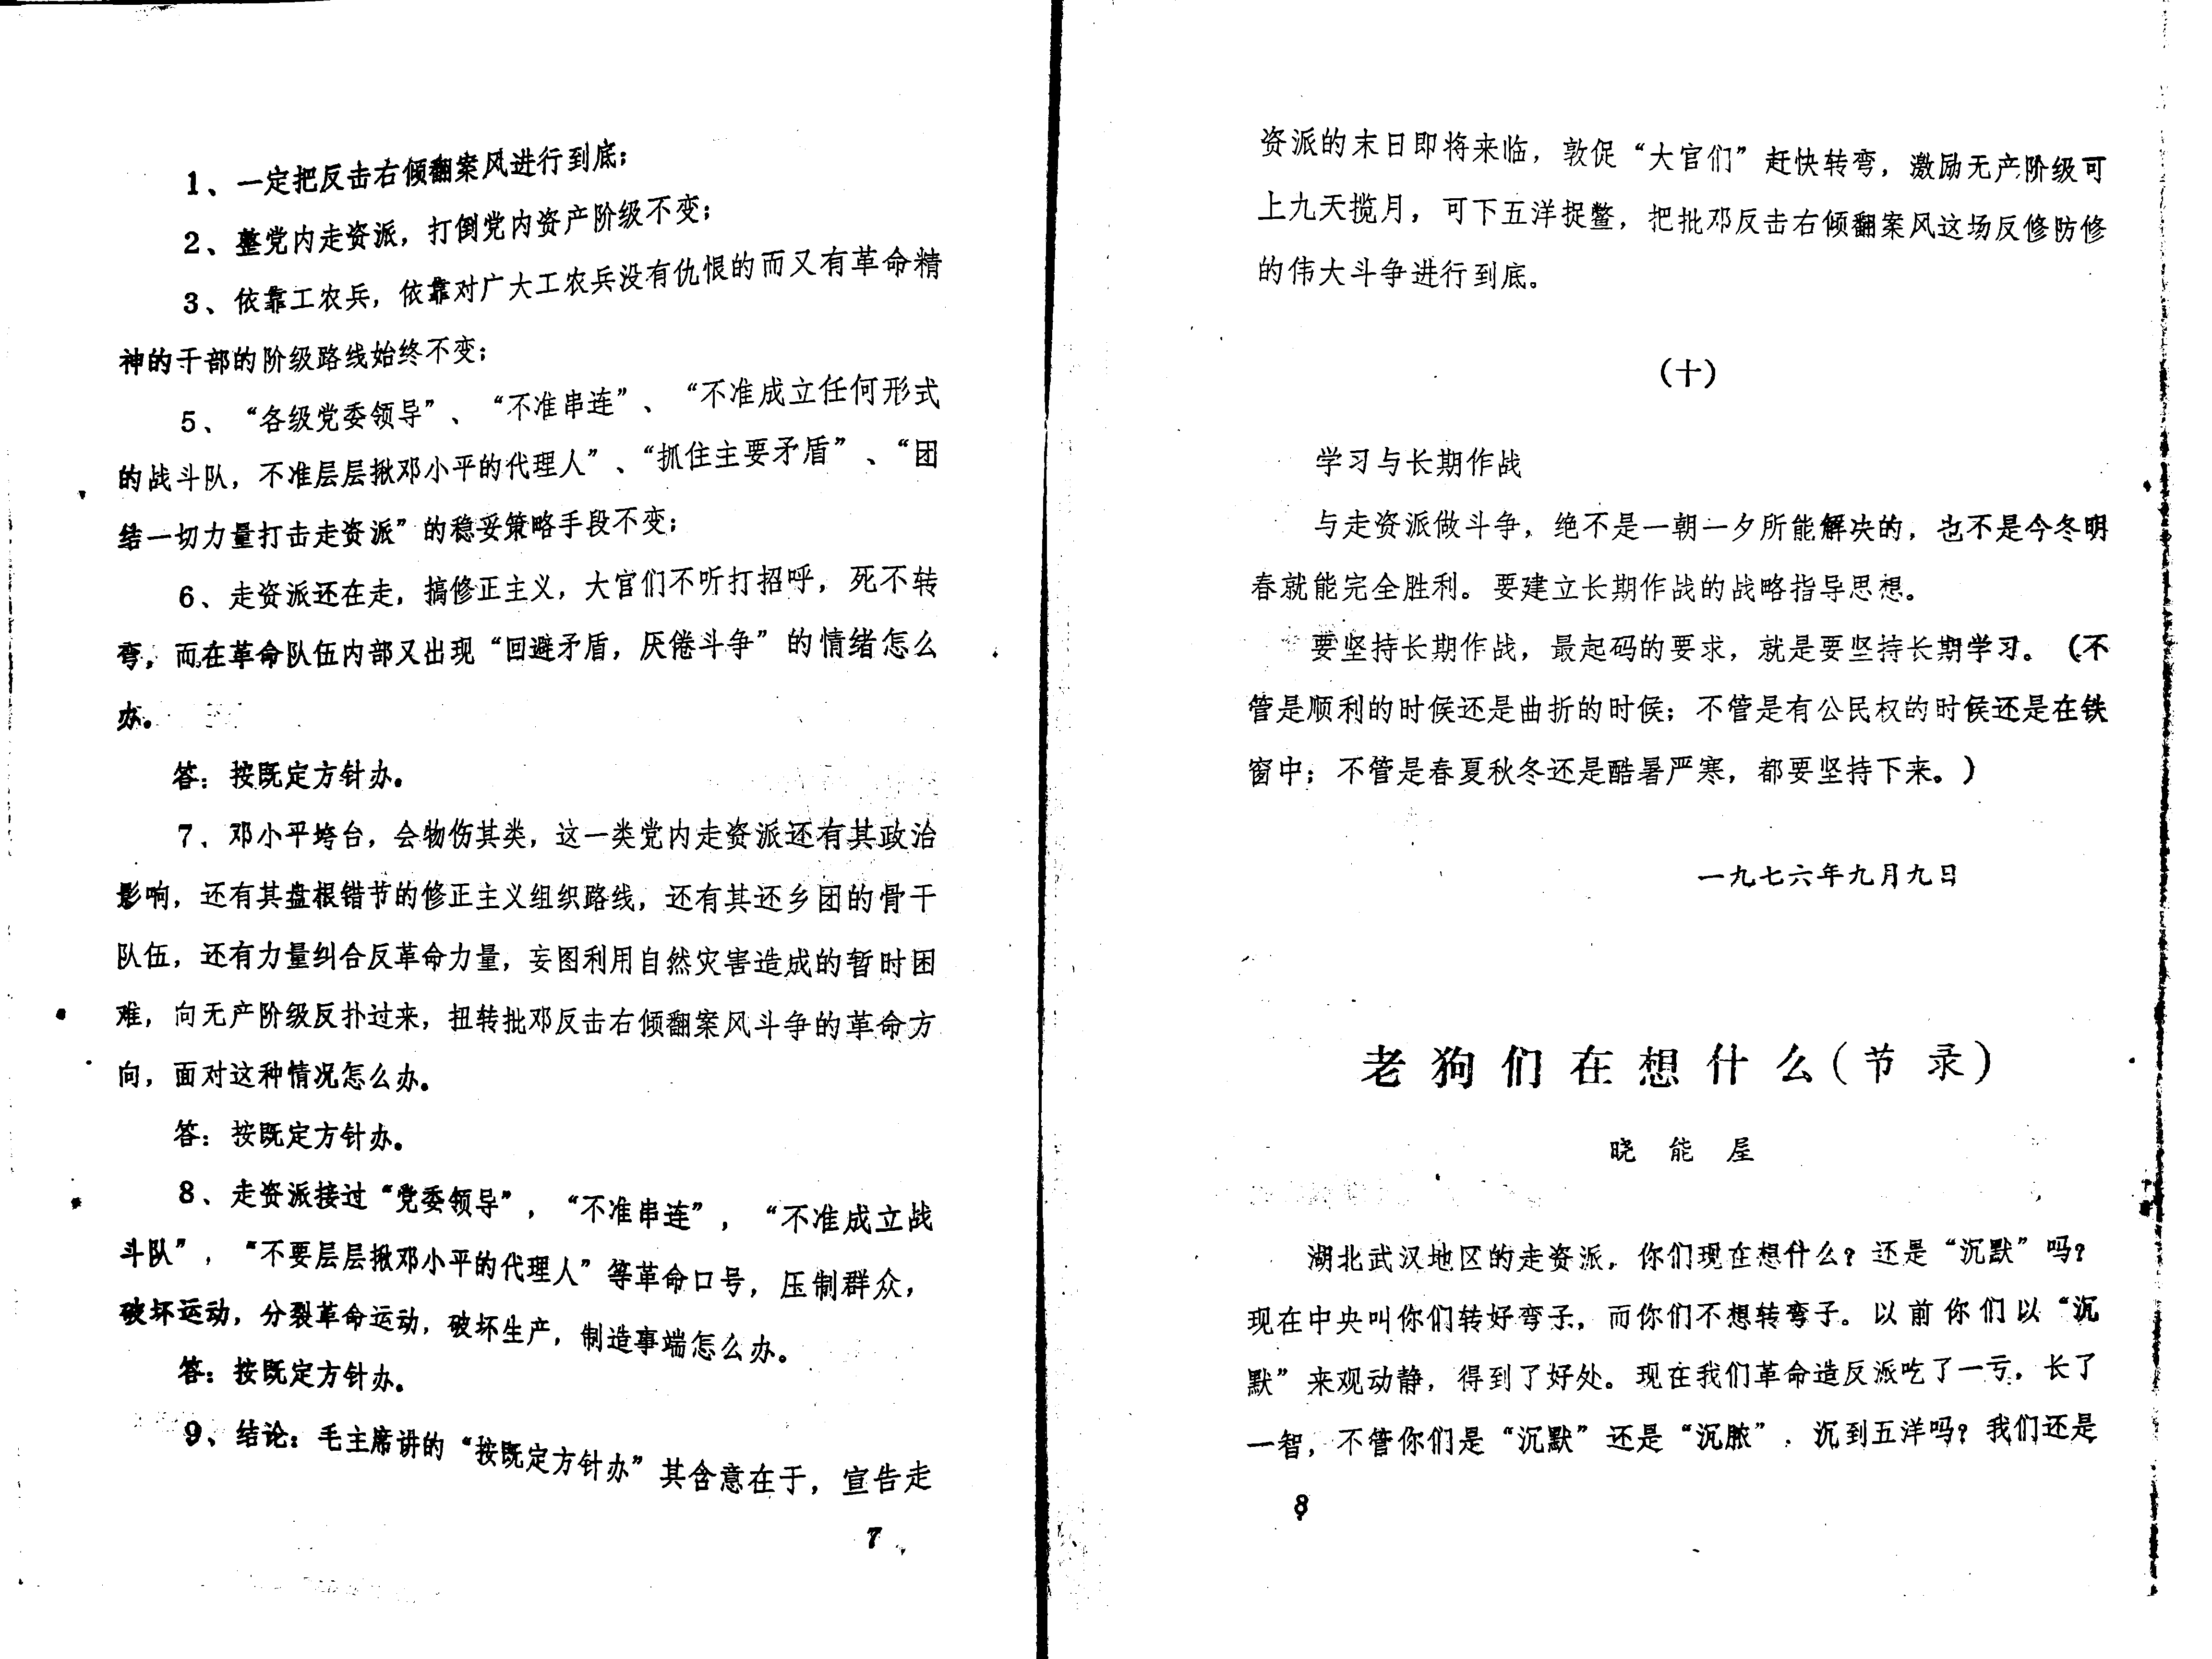 1、一定把反击右倾翻案风进行到底；
2、整党内走资派，打倒党内资产阶级不变；
3、依靠工农兵，依靠对广大工农兵没有仇恨的而又有革命精
神的干部的阶级路线始终不变；
5、“各级党委领导”、“不准串连”、“不准成立任何形式
的战斗队，不准层层揪邓小平的代理人”、“抓住主要矛盾”、“团
结一切力量打击走资派”的稳妥策略手段不变；
6、走资派还在走，搞修正主义，大官们不听打招呼，死不转
弯，而在革命队伍内部又出现“回避矛盾，厌倦斗争”的情绪怎么
办。
答：按既定方针办。
7、邓小平垮台，会物伤其类，这一类党内走资派还有其政治
影响，还有其盘根错节的修正主义组织路线，还有其还乡团的骨干
队伍，还有力量纠合反革命力量，妄图利用自然灾害造成的暂时困
难，向无产阶级反扑过来，扭转批邓反击右倾翻案风斗争的革命方
向，面对这种情况怎么办。
答：按既定方针办。
8、走资派接过“党委领导”，“不准串连”，“不准成立战
斗队”，“不要层层揪邓小平的代理人”等革命口号，压制群众，
破坏运动，分裂革命运动，破坏生产，制造事端怎么办。
答：按既定方针办。
9、结论：毛主席讲的“按既定方针办”其含意在于，宣告走
7
资派的末日即将来临，敦促“大官们”赶快转弯，激励无产阶级可
上九天揽月，可下五洋捉鳖，把批邓反击右倾翻案风这场反修防修
的伟大斗争进行到底。
（十）
学习与长期作战
与走资派做斗争，绝不是一朝一夕所能解决的，也不是今冬明
春就能完全胜利。要建立长期作战的战略指导思想。
要坚持长期作战，最起码的要求，就是要坚持长期学习。（不
管是顺利的时候还是曲折的时候；不管是有公民权的时候还是在铁
窗中；不管是春夏秋冬还是酷暑严寒，都要坚持下来。）
一九七六年九月九日
老狗们在想什么（节录）
晓能屋
湖北武汉地区的走资派，你们现在想什么？还是“沉默”吗？
现在中央叫你们转好弯子，而你们不想转弯子。以前你们以“沉
默”来观动静，得到了好处。现在我们革命造反派吃了一亏，长了
一智，不管你们是“沉默”还是“沉脓”，沉到五洋吗？我们还是
8